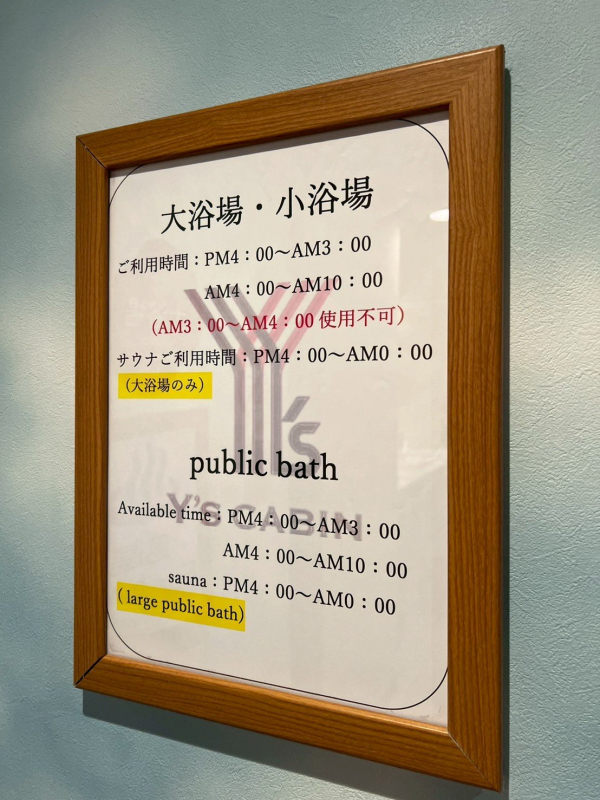 大浴場・小浴場
ご利用時間：PM4：00～AM3：00
AM4：00～AM10：00
（AM3：00～AM4：00 使用不可）
サウナご利用時間：PM4：00～AM0：00
（大浴場のみ）
Y's
public bath
Y's CABIN
Available time：PM4：00～AM3：00
AM4：00～AM10：00
sauna：PM4：00～AM0：00
( large public bath)